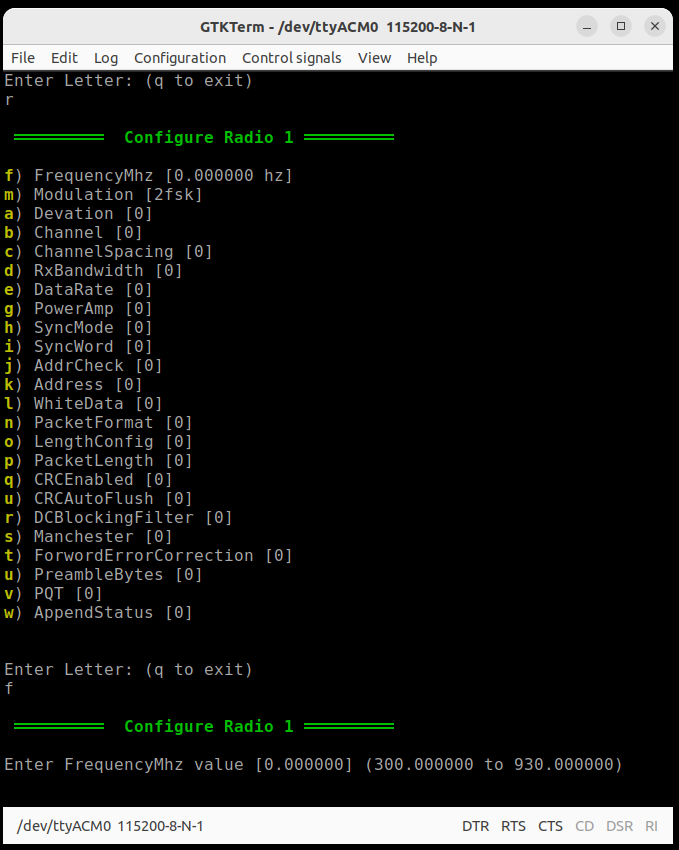 GTKTerm - /dev/ttyACM0 115200-8-N-1
File Edit Log Configuration Control signals View Help
Enter Letter: (q to exit)
r
Configure Radio 1
f) FrequencyMhz [0.000000 hz]
m) Modulation [2fsk]
a) Devation [0]
b) Channel [0]
c) ChannelSpacing [0]
d) RxBandwidth [0]
e) DataRate [0]
g) PowerAmp [0]
h) SyncMode [0]
i) SyncWord [0]
j) AddrCheck [0]
k) Address [0]
l) WhiteData [0]
n) PacketFormat [0]
o) LengthConfig [0]
p) PacketLength [0]
q) CRCEnabled [0]
u) CRCAutoFlush [0]
r) DCBlockingFilter [0]
s) Manchester [0]
t) ForwordErrorCorrection [0]
u) PreambleBytes [0]
v) PQT [0]
w) AppendStatus [0]
Enter Letter: (q to exit)
f
Configure Radio 1
Enter FrequencyMhz value [0.000000] (300.000000 to 930.000000)
/dev/ttyACM0 115200-8-N-1 DTR RTS CTS CD DSR RI